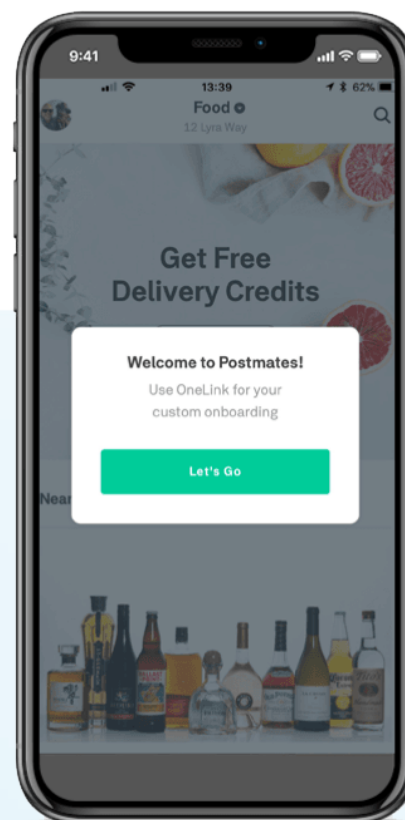 9:41
13:39
62%
Food
12 Lyra Way
Get Free
Delivery Credits
Welcome to Postmates!
Use OneLink for your
custom onboarding
Let's Go
Near